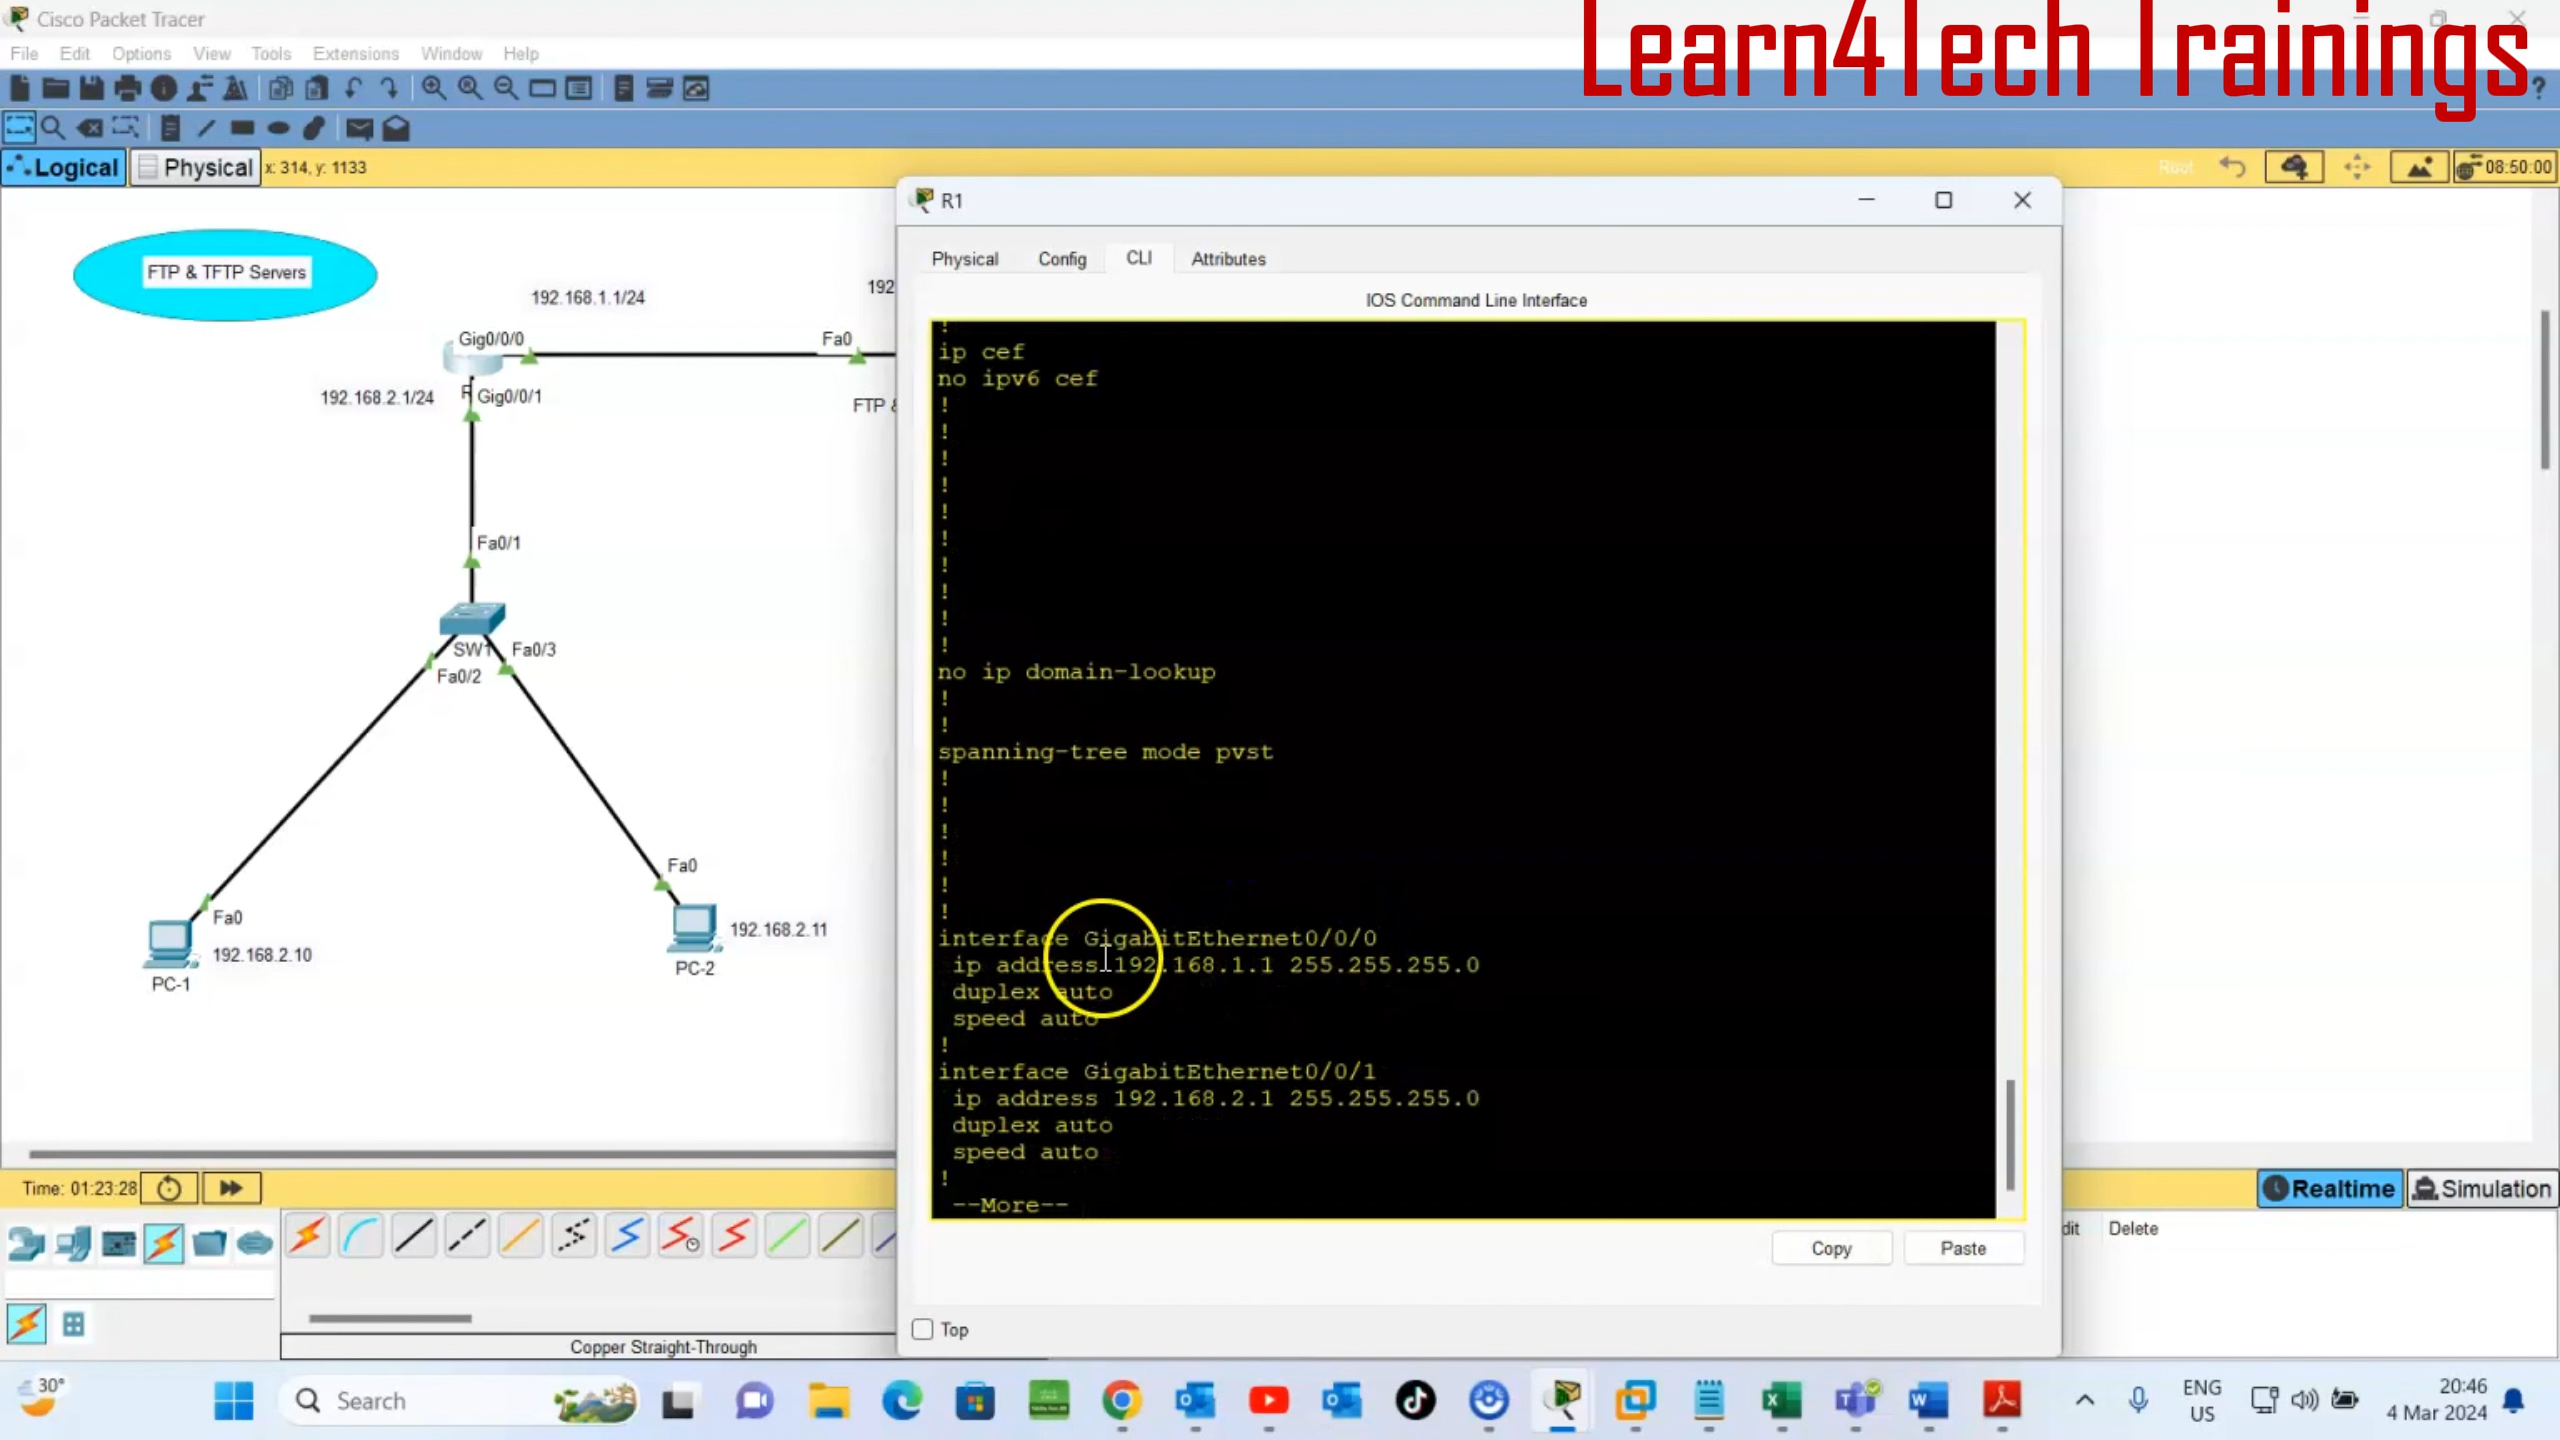 Cisco Packet Tracer
Learn4Tech Trainings
File Edit Options View Tools Extensions Window Help
?
Logical Physical x: 314, y: 1133
Root
08:50:00
R1
Physical Config CLI Attributes
IOS Command Line Interface
FTP & TFTP Servers
192.168.1.1/24
192
Gig0/0/0
Fa0
192.168.2.1/24
Gig0/0/1
FTP &
Fa0/1
SW1
Fa0/3
Fa0/2
Fa0
Fa0
192.168.2.10
PC-1
192.168.2.11
PC-2
!
ip cef
no ipv6 cef
!
!
!
!
!
!
!
!
!
!
no ip domain-lookup
!
!
spanning-tree mode pvst
!
!
!
!
!
!
interface GigabitEthernet0/0/0
ip address 192.168.1.1 255.255.255.0
duplex auto
speed auto
!
interface GigabitEthernet0/0/1
ip address 192.168.2.1 255.255.255.0
duplex auto
speed auto
!
--More--
Copy Paste
Top
Time: 01:23:28
Realtime Simulation
dit Delete
Copper Straight-Through
30°
Search
ENG
US
20:46
4 Mar 2024